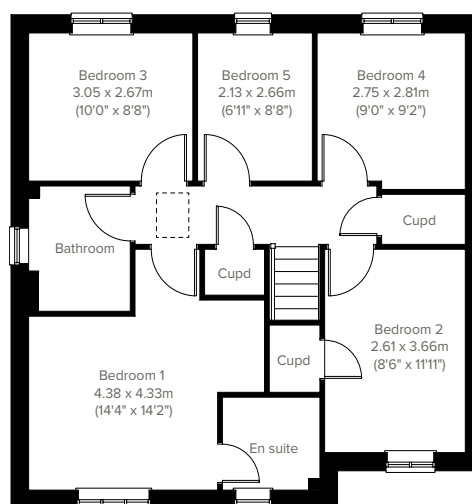 Bedroom 3
3.05 x 2.67m
(10'0" x 8'8")
Bedroom 5
2.13 x 2.66m
(6'11" x 8'8")
Bedroom 4
2.75 x 2.81m
(9'0" x 9'2")
Bathroom
Cupd
Cupd
Bedroom 2
2.61 x 3.66m
(8'6" x 11'11")
Cupd
Bedroom 1
4.38 x 4.33m
(14'4" x 14'2")
En suite